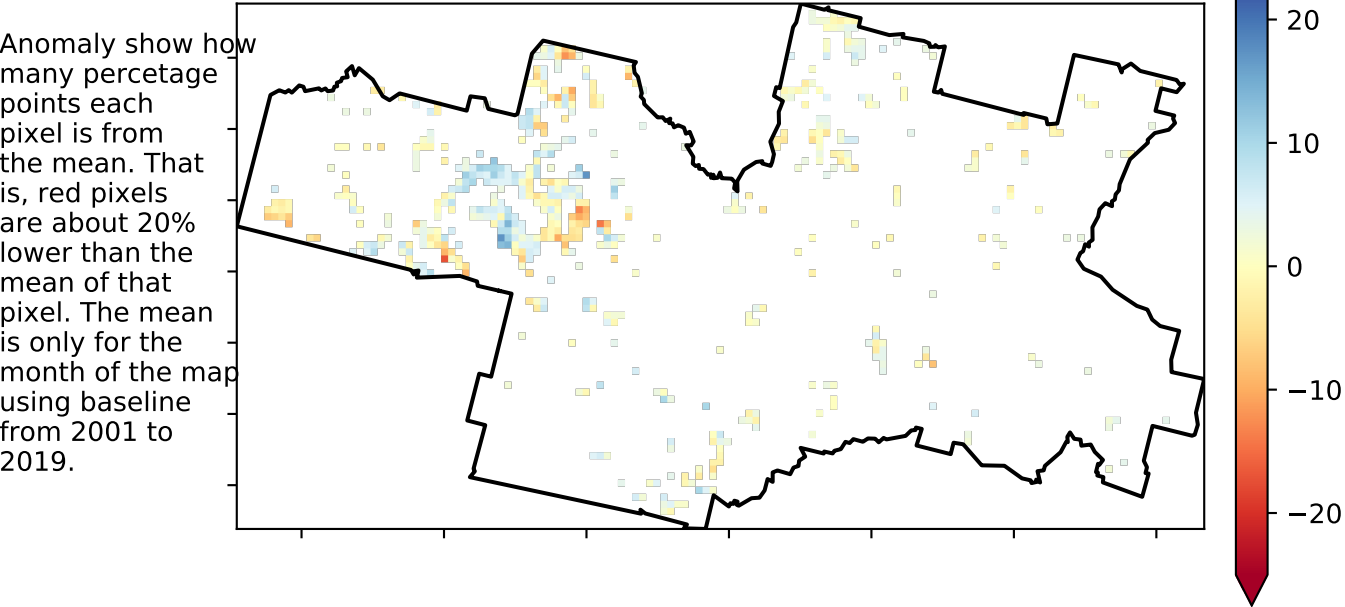 Anomaly show how
many percetage
points each
pixel is from
the mean. That
is, red pixels
are about 20%
lower than the
mean of that
pixel. The mean
is only for the
month of the map
using baseline
from 2001 to
2019.
20
10
0
−10
−20